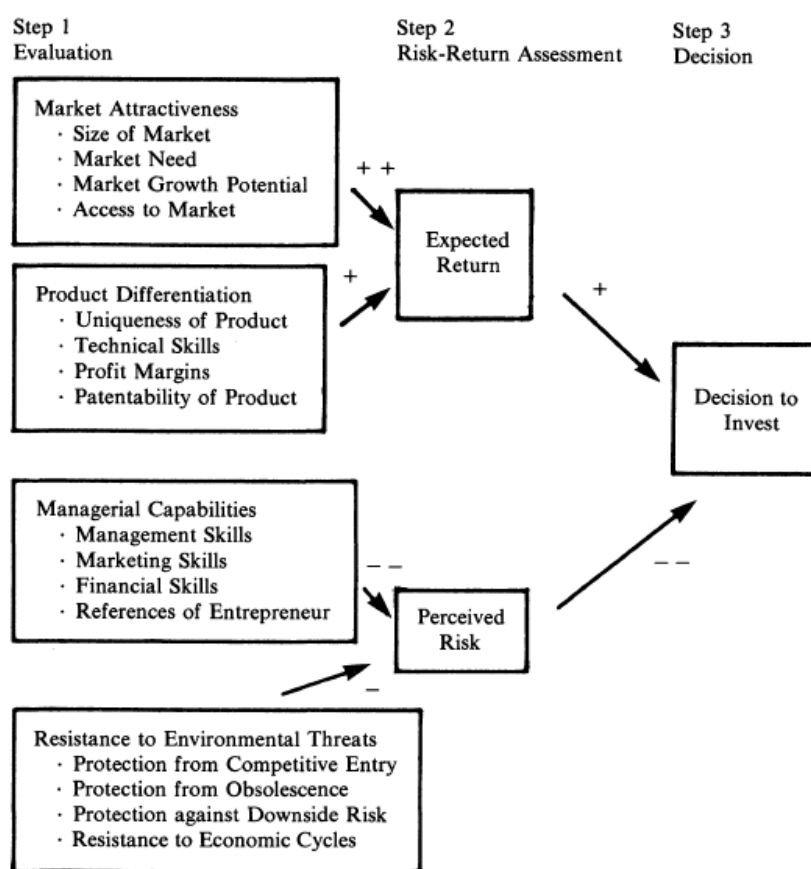 Step 1
Evaluation
Step 2
Risk-Return Assessment
Step 3
Decision
Market Attractiveness
· Size of Market
· Market Need
· Market Growth Potential
· Access to Market
+ +
Expected
Return
Product Differentiation
· Uniqueness of Product
· Technical Skills
· Profit Margins
· Patentability of Product
+
+
Decision to
Invest
Managerial Capabilities
· Management Skills
· Marketing Skills
· Financial Skills
· References of Entrepreneur
- -
Perceived
Risk
- -
-
Resistance to Environmental Threats
· Protection from Competitive Entry
· Protection from Obsolescence
· Protection against Downside Risk
· Resistance to Economic Cycles